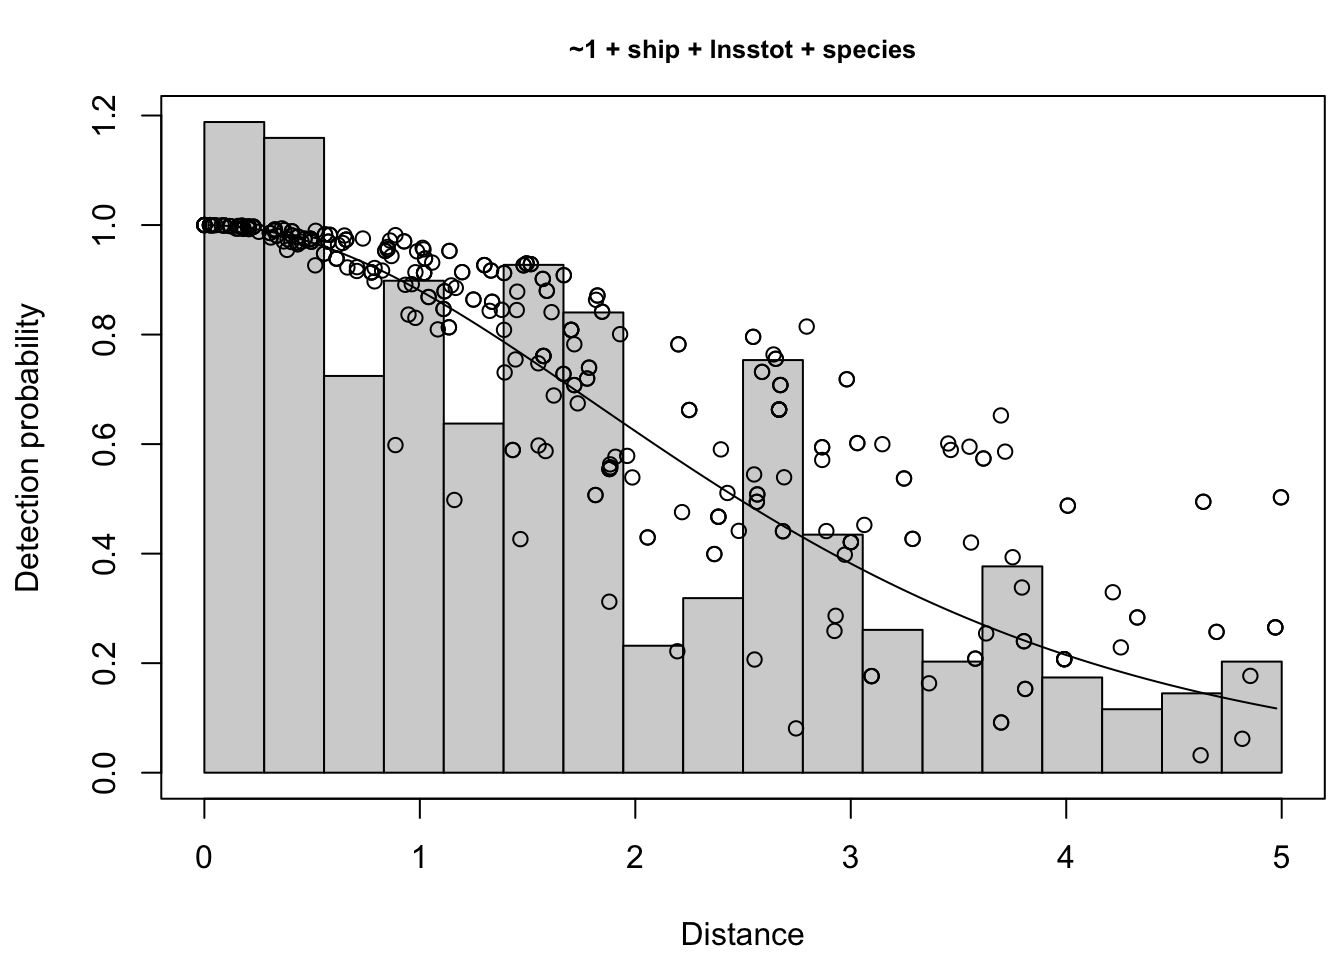 ~1 + ship + lnsstot + species
Detection probability
1.2
1.0
0.8
0.6
0.4
0.2
0.0
0 1 2 3 4 5
Distance